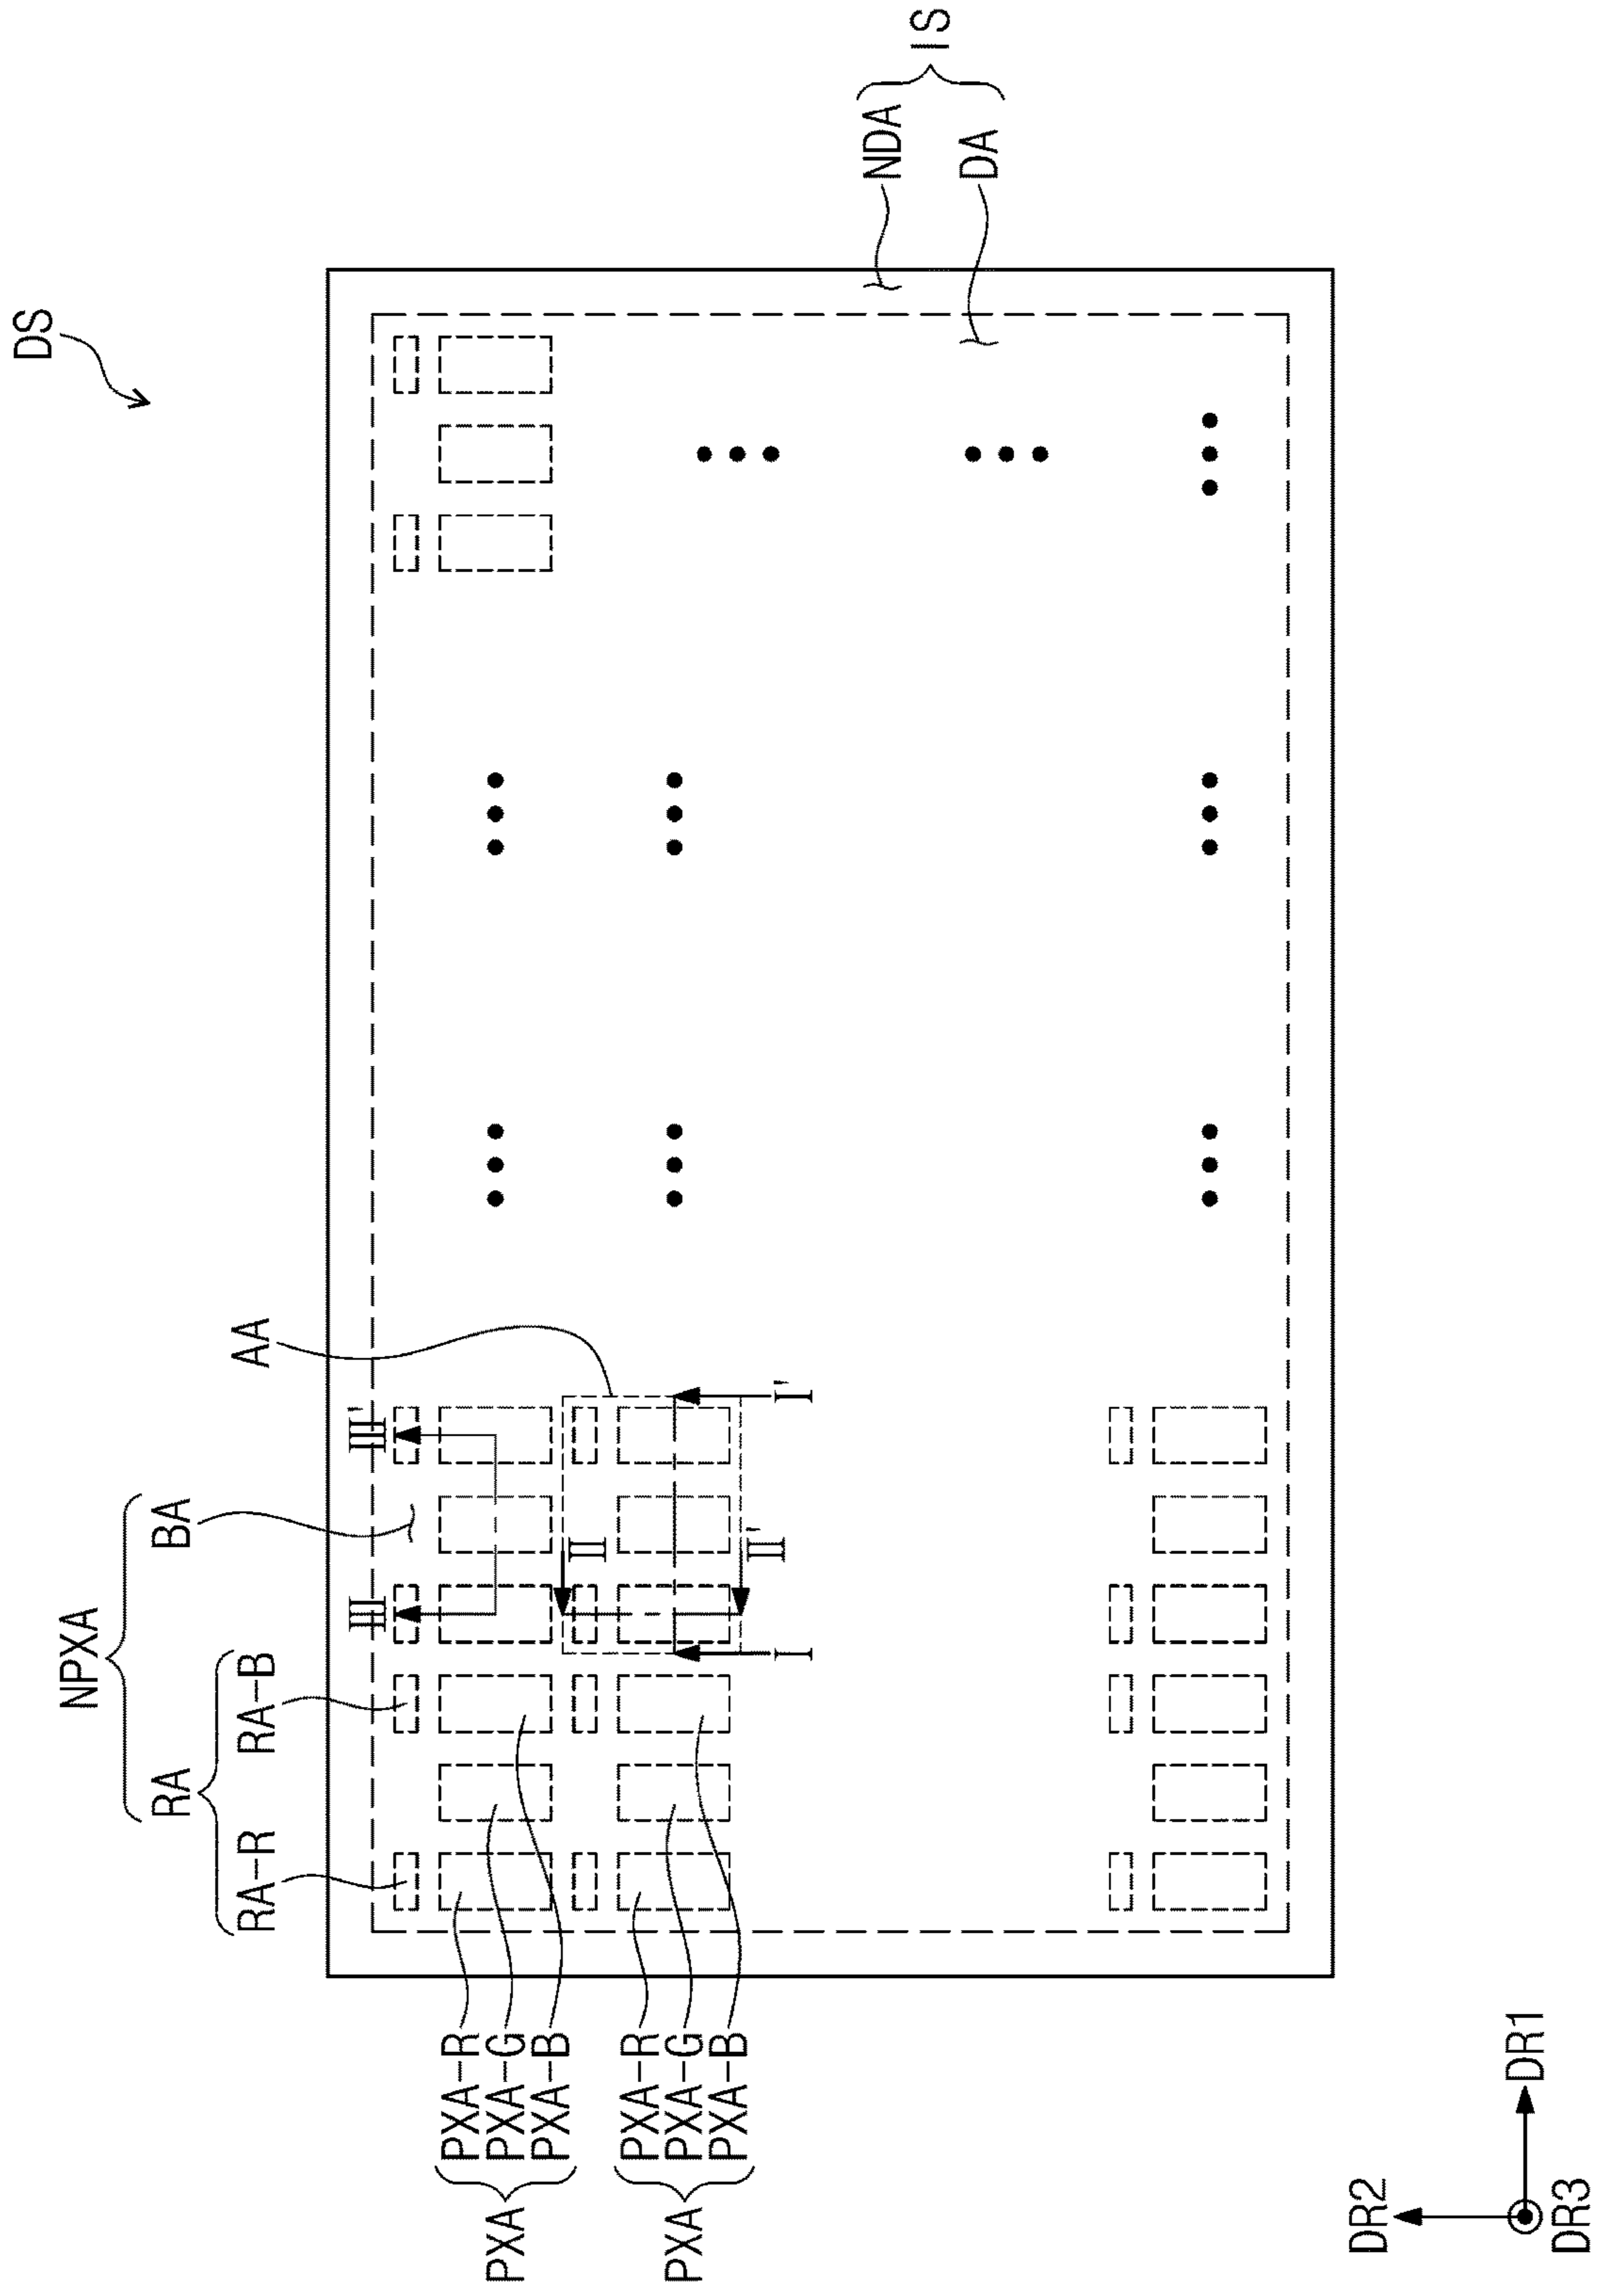 DS
NPXA
RA
BA
RA-R
RA-B
AA
III
III'
II
II'
I
I'
PXA
PXA-R
PXA-G
PXA-B
PXA
PXA-R
PXA-G
PXA-B
NDA
DA
IS
DR2
DR3
DR1